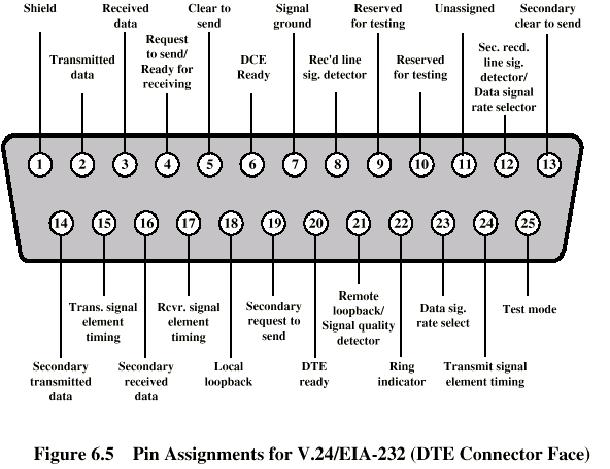 Shield
Received
data
Clear to
send
Signal
ground
Reserved
for testing
Unassigned
Secondary
clear to send
Transmitted
data
Request
to send/
Ready for
receiving
DCE
Ready
Rec'd line
sig. detector
Reserved
for testing
Sec. recd.
line sig.
detector/
Data signal
rate selector
1 2 3 4 5 6 7 8 9 10 11 12 13
14 15 16 17 18 19 20 21 22 23 24 25
Trans. signal
element
timing
Rcvr. signal
element
timing
Secondary
request to
send
Remote
loopback/
Signal quality
detector
Data sig.
rate select
Test mode
Secondary
transmitted
data
Secondary
received
data
Local
loopback
DTE
ready
Ring
indicator
Transmit signal
element timing
Figure 6.5 Pin Assignments for V.24/EIA-232 (DTE Connector Face)